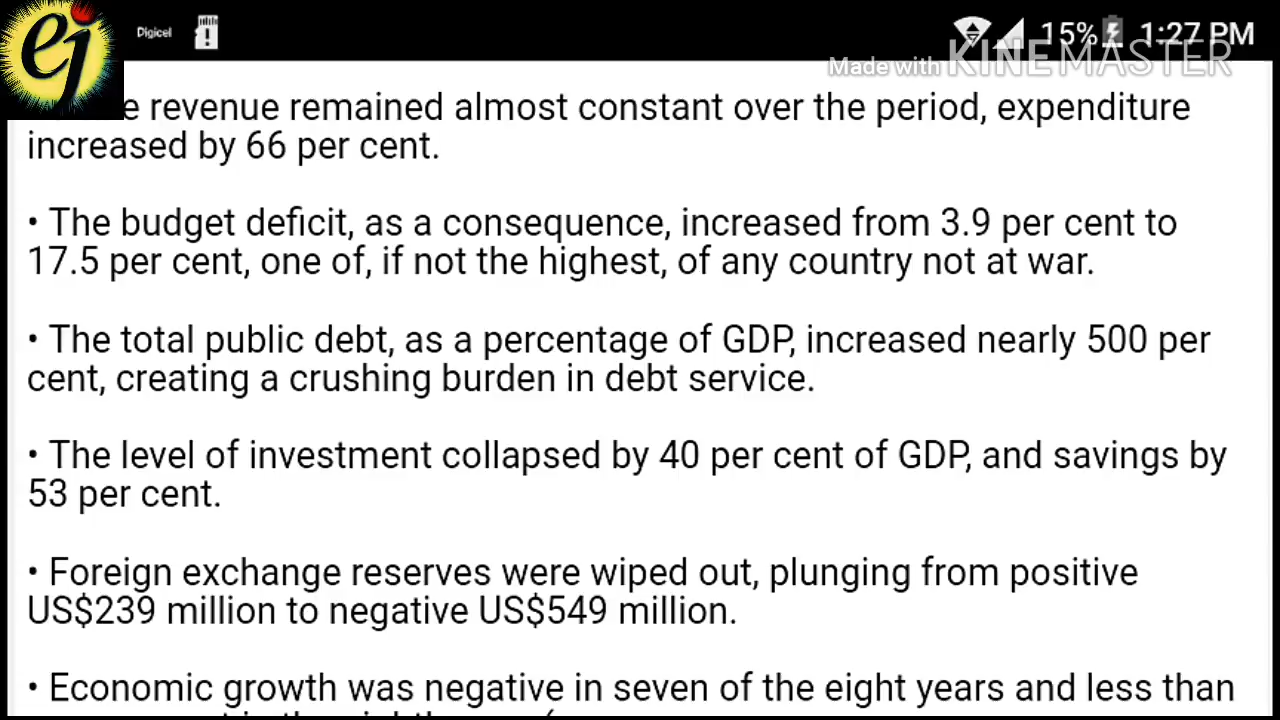 ej
Digicel
15% 1:27 PM
Made with KINEMASTER
revenue remained almost constant over the period, expenditure
increased by 66 per cent.
• The budget deficit, as a consequence, increased from 3.9 per cent to
17.5 per cent, one of, if not the highest, of any country not at war.
• The total public debt, as a percentage of GDP, increased nearly 500 per
cent, creating a crushing burden in debt service.
• The level of investment collapsed by 40 per cent of GDP, and savings by
53 per cent.
• Foreign exchange reserves were wiped out, plunging from positive
US$239 million to negative US$549 million.
• Economic growth was negative in seven of the eight years and less than